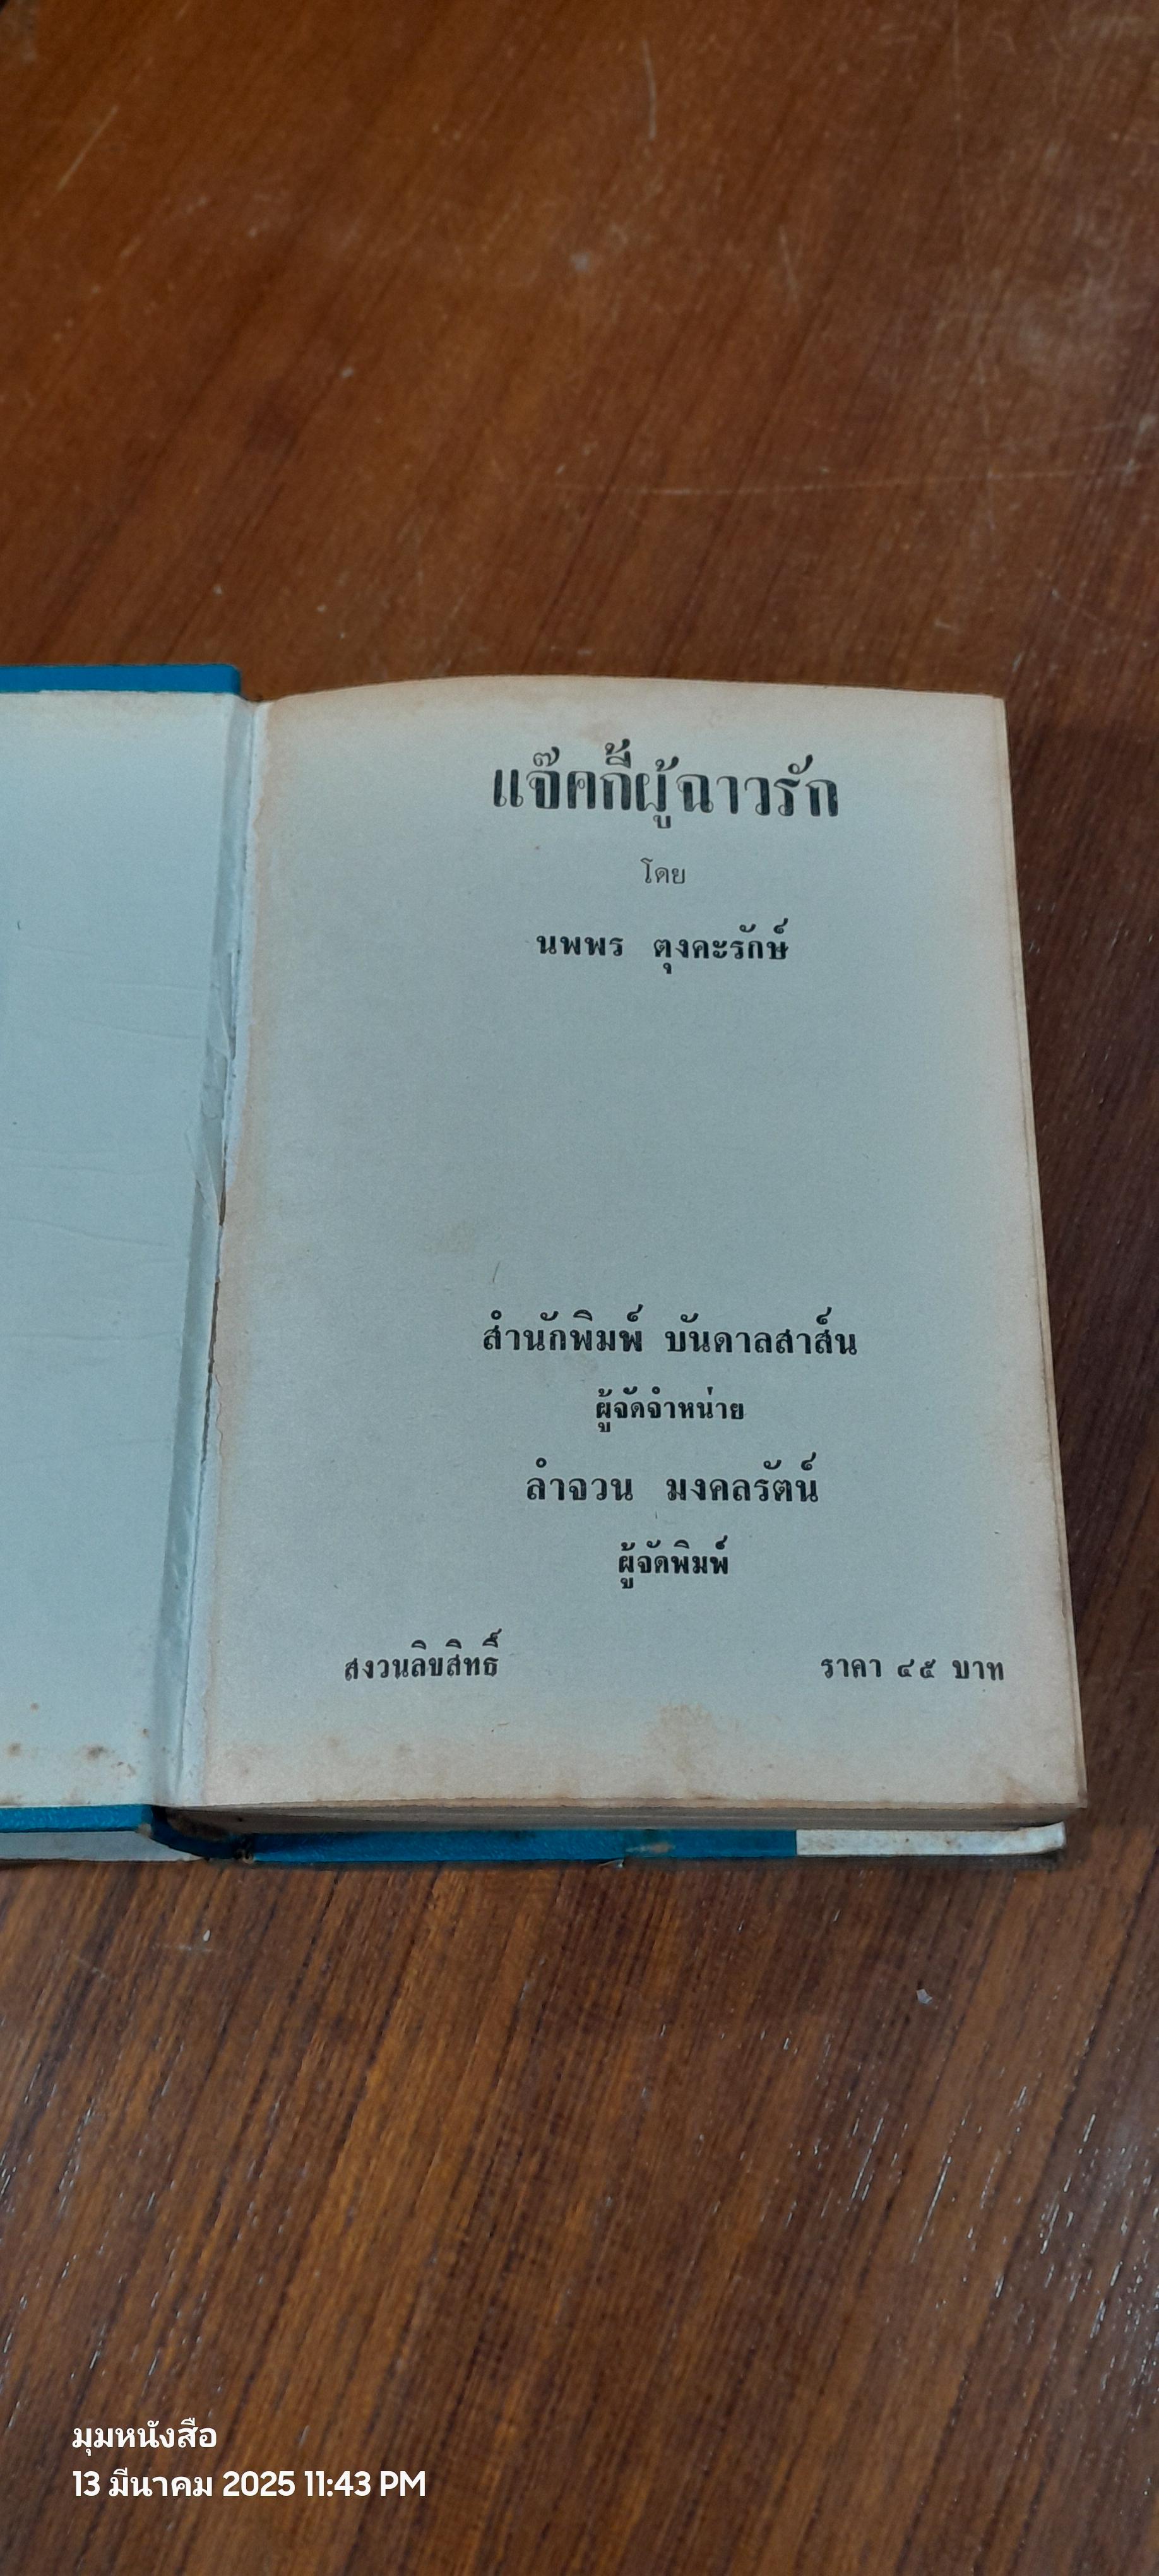 แจ๊คกี้ผู้ฉาวรัก
โดย
นพพร ตุงคะรักษ์
สำนักพิมพ์ บันดาลสาส์น
ผู้จัดจำหน่าย
ลำจวน มงคลรัตน์
ผู้จัดพิมพ์
สงวนลิขสิทธิ์ ราคา ๔๕ บาท
มุมหนังสือ
13 มีนาคม 2025 11:43 PM